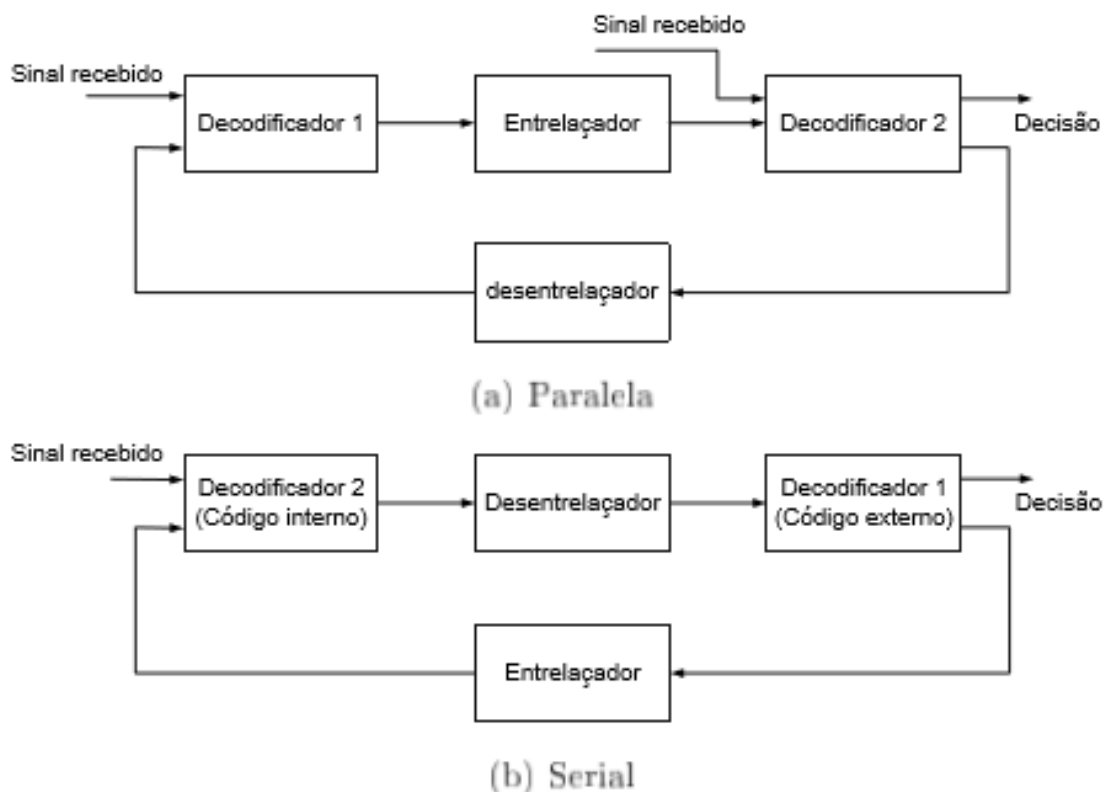 Sinal recebido
Sinal recebido
Decodificador 1
Entrelaçador
Decodificador 2
Decisão
desentrelaçador
(a) Paralela
Sinal recebido
Decodificador 2
(Código interno)
Desentrelaçador
Decodificador 1
(Código externo)
Decisão
Entrelaçador
(b) Serial